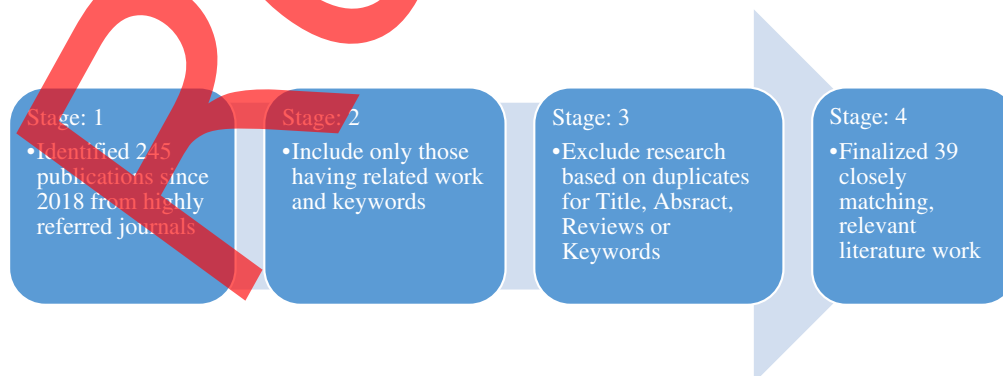 Stage: 1
•Identified 245
publications since
2018 from highly
referred journals
Stage: 2
•Include only those
having related work
and keywords
Stage: 3
•Exclude research
based on duplicates
for Title, Absract,
Reviews or
Keywords
Stage: 4
•Finalized 39
closely
matching,
relevant
literature work